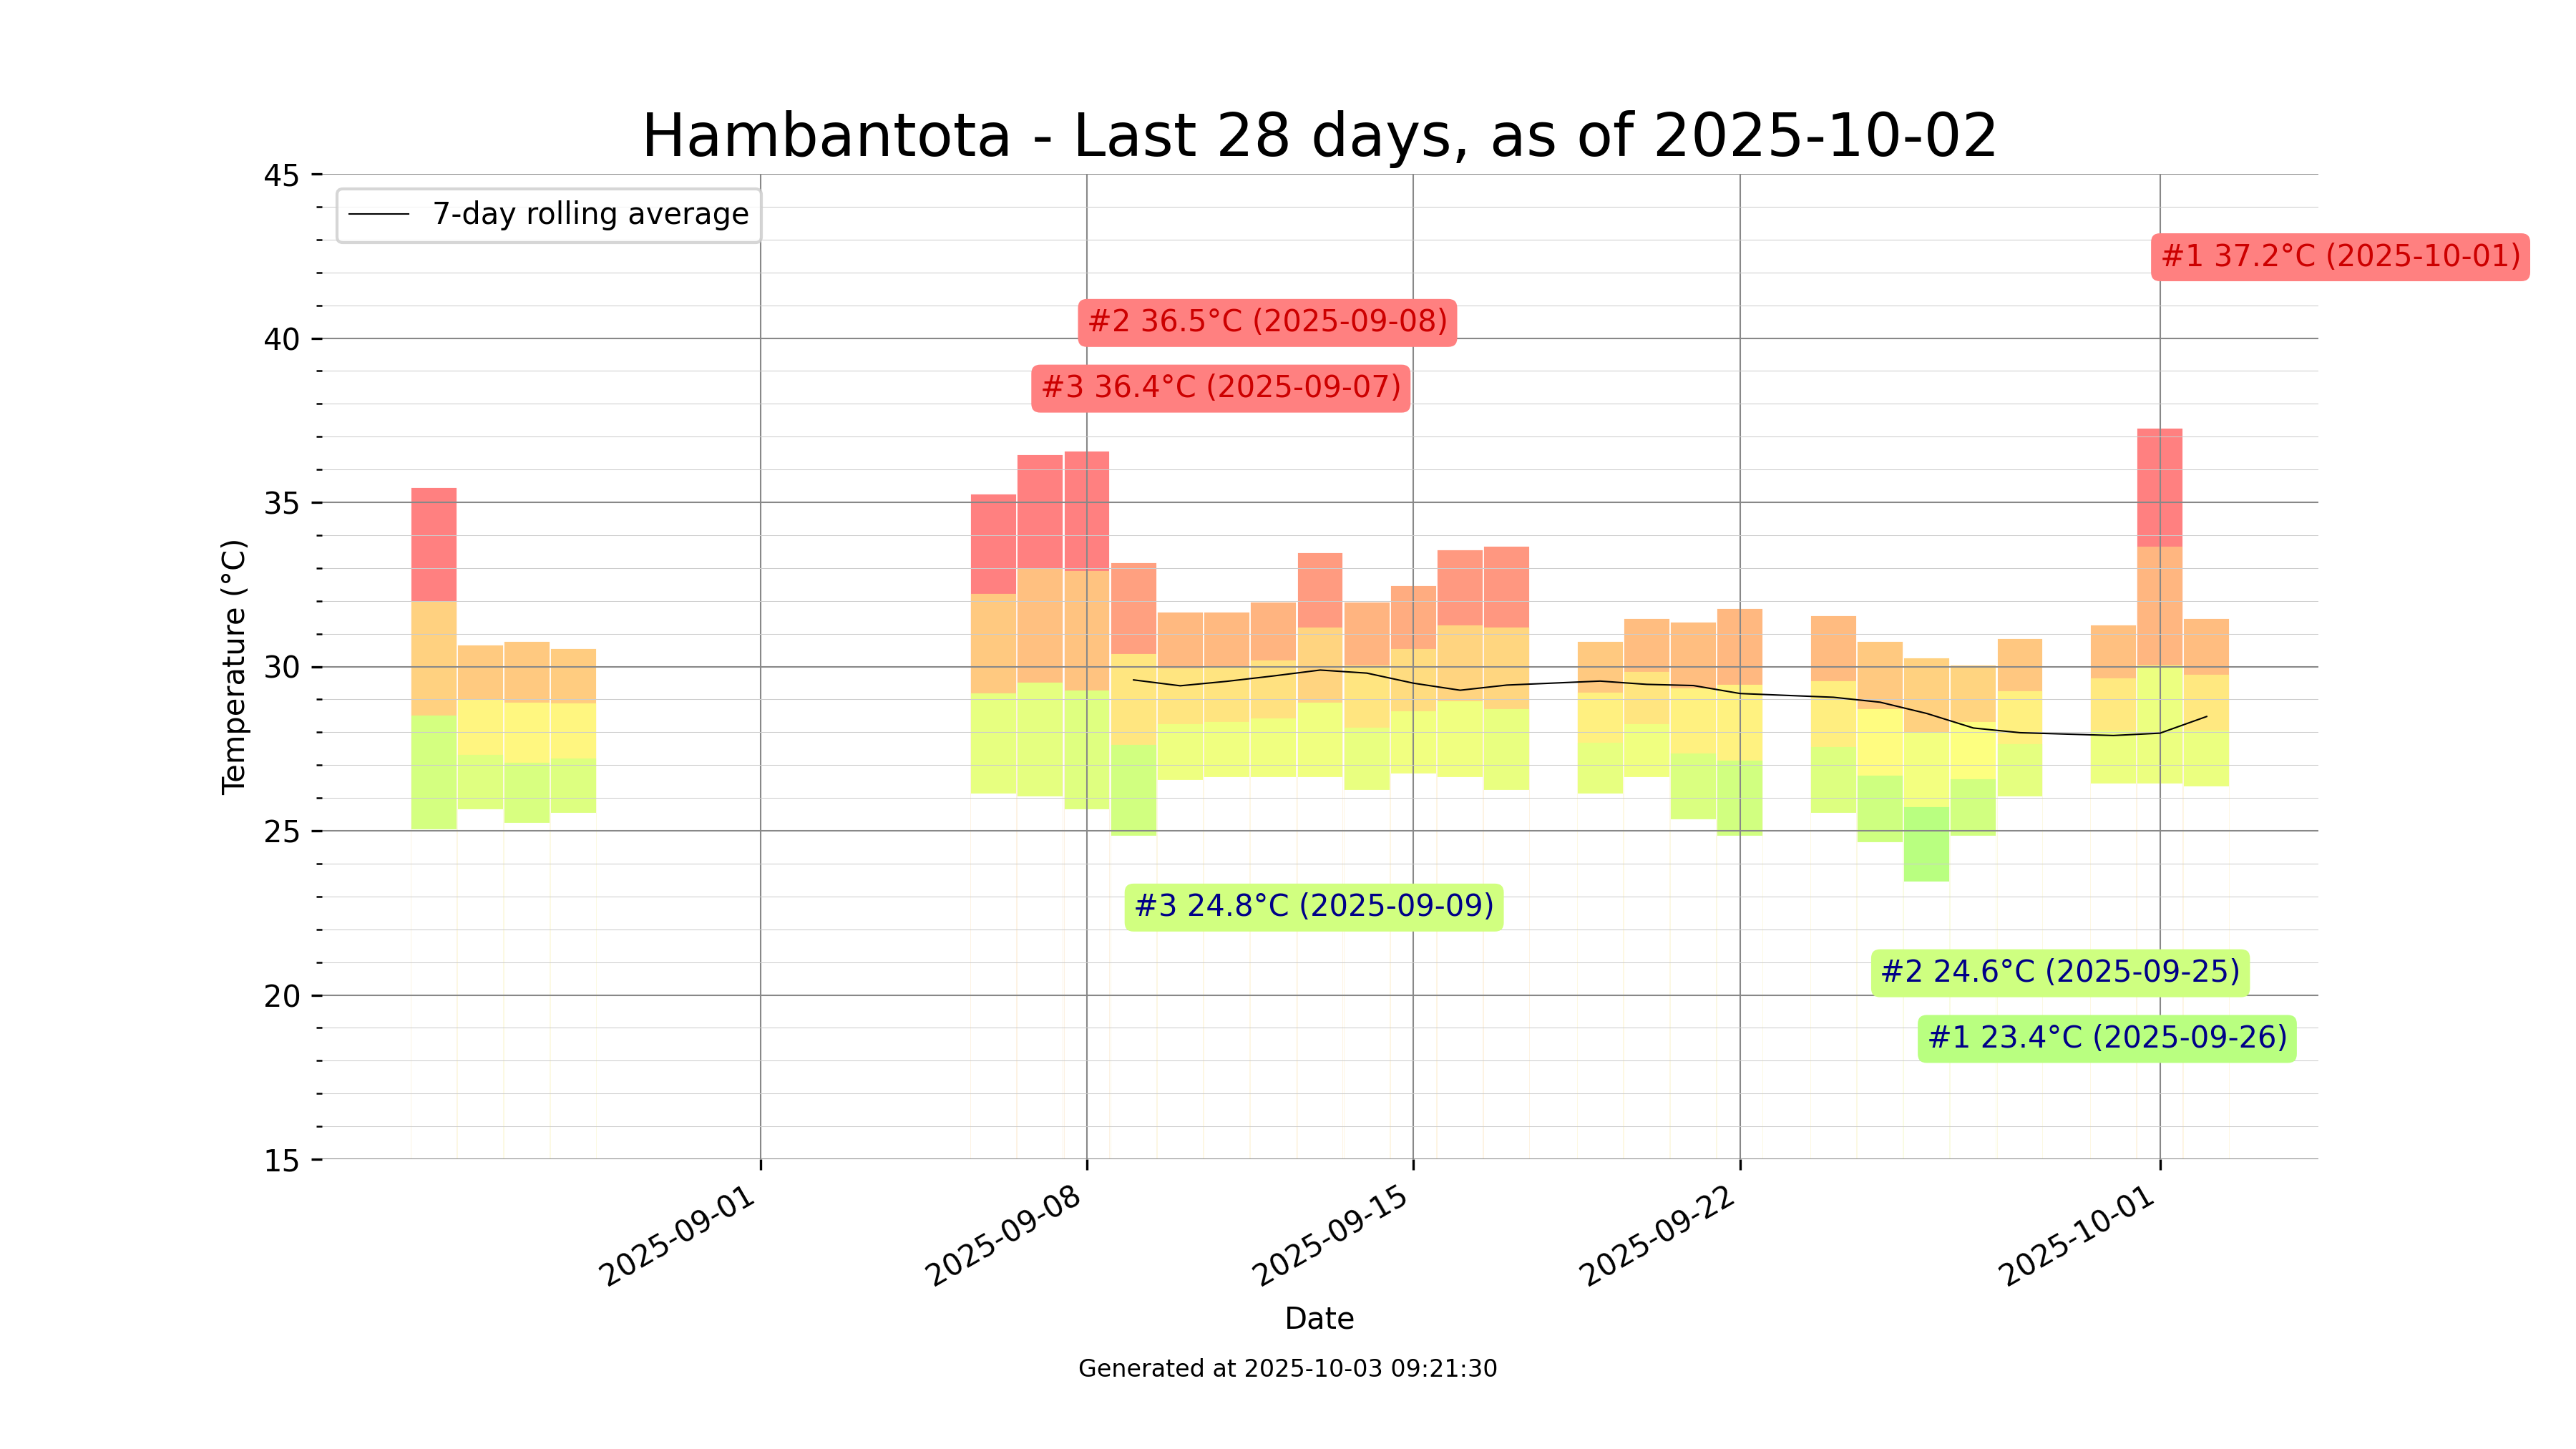 Hambantota - Last 28 days, as of 2025-10-02
45
7-day rolling average
#1 37.2°C (2025-10-01)
#2 36.5°C (2025-09-08)
40
#3 36.4°C (2025-09-07)
35
Temperature (°C)
30
25
#3 24.8°C (2025-09-09)
#2 24.6°C (2025-09-25)
20
#1 23.4°C (2025-09-26)
15
2025-09-01
2025-09-08
2025-09-15
2025-09-22
2025-10-01
Date
Generated at 2025-10-03 09:21:30